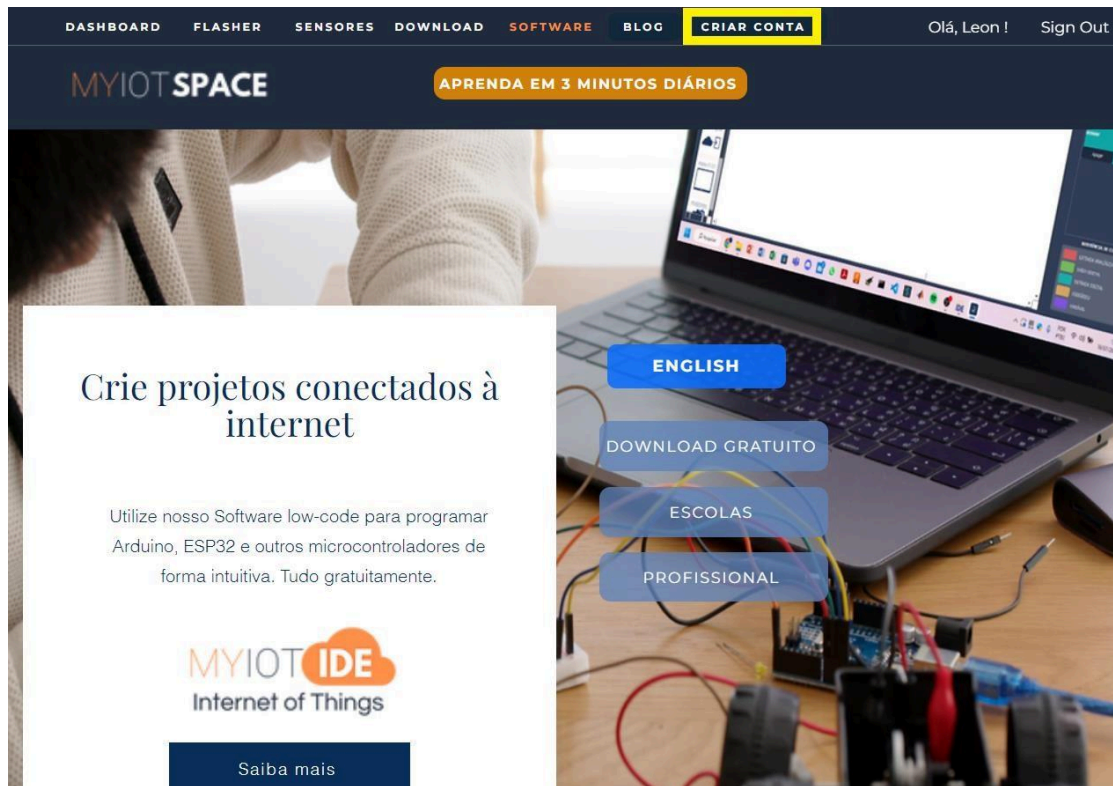 DASHBOARD FLASHER SENSORES DOWNLOAD SOFTWARE BLOG CRIAR CONTA Olá, Leon ! Sign Out
MYIOTSPACE
APRENDA EM 3 MINUTOS DIÁRIOS
Crie projetos conectados à
internet
Utilize nosso Software low-code para programar
Arduino, ESP32 e outros microcontroladores de
forma intuitiva. Tudo gratuitamente.
MYIOT IDE
Internet of Things
Saiba mais
ENGLISH
DOWNLOAD GRATUITO
ESCOLAS
PROFISSIONAL